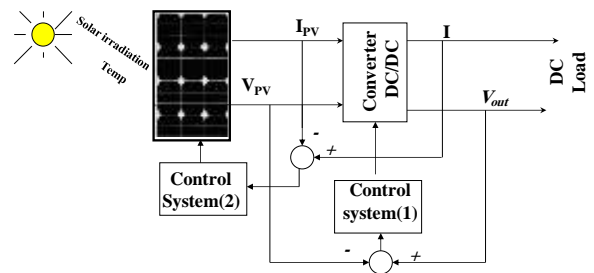 Solar irradiation
Temp
I_PV
V_PV
Converter
DC/DC
I
V_out
DC
Load
-
+
Control
System(2)
Control
system(1)
-
+